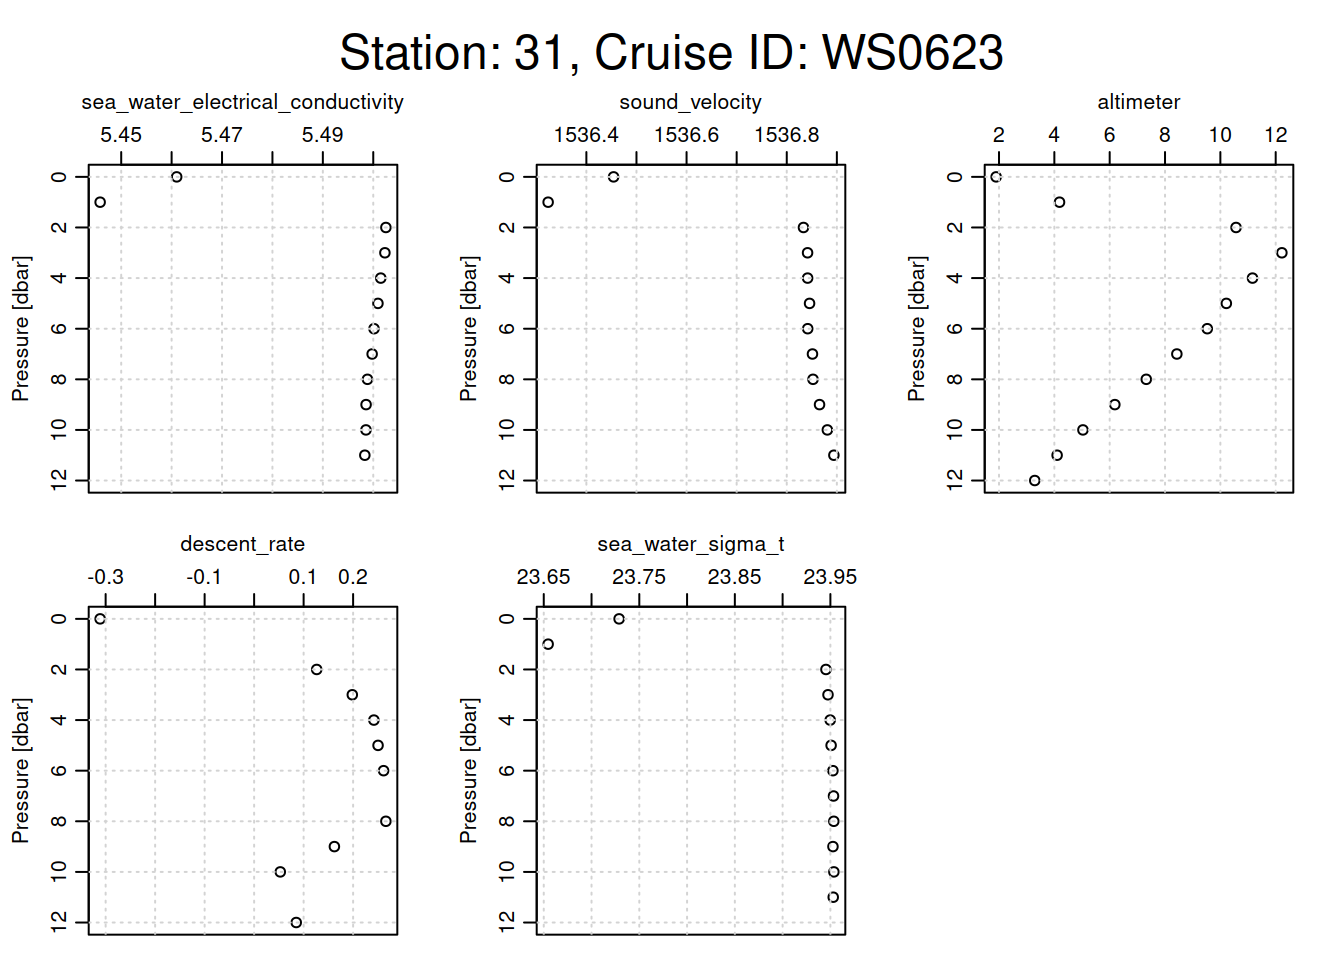 Station: 31, Cruise ID: WS0623
sea_water_electrical_conductivity
5.45 5.47 5.49
0
2
4
6
8
10
12
Pressure [dbar]
sound_velocity
1536.4 1536.6 1536.8
0
2
4
6
8
10
12
Pressure [dbar]
altimeter
2 4 6 8 10 12
0
2
4
6
8
10
12
Pressure [dbar]
descent_rate
-0.3 -0.1 0.1 0.2
0
2
4
6
8
10
12
Pressure [dbar]
sea_water_sigma_t
23.65 23.75 23.85 23.95
0
2
4
6
8
10
12
Pressure [dbar]